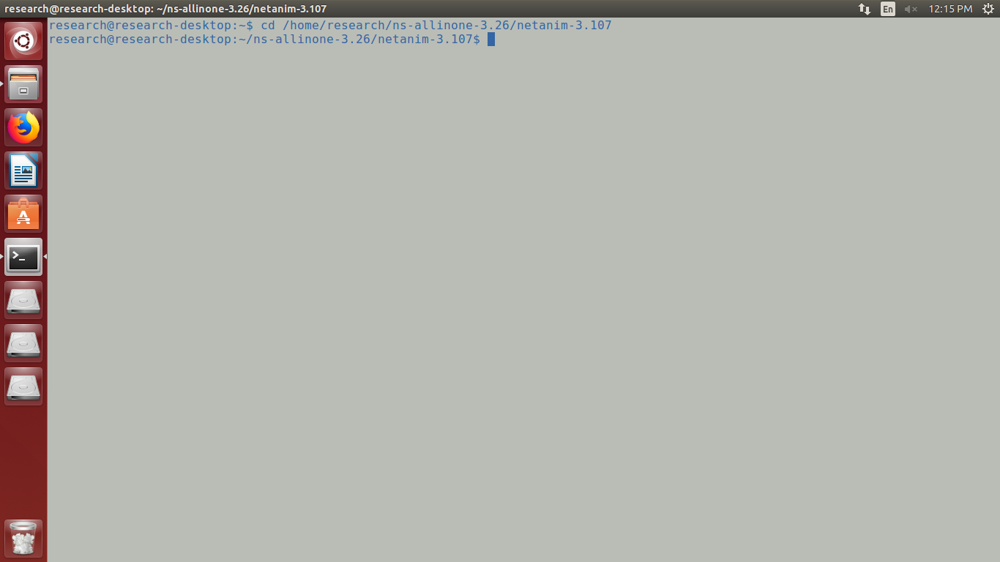 research@research-desktop: ~/ns-allinone-3.26/netanim-3.107
En
12:15 PM
research@research-desktop:~$ cd /home/research/ns-allinone-3.26/netanim-3.107
research@research-desktop:~/ns-allinone-3.26/netanim-3.107$